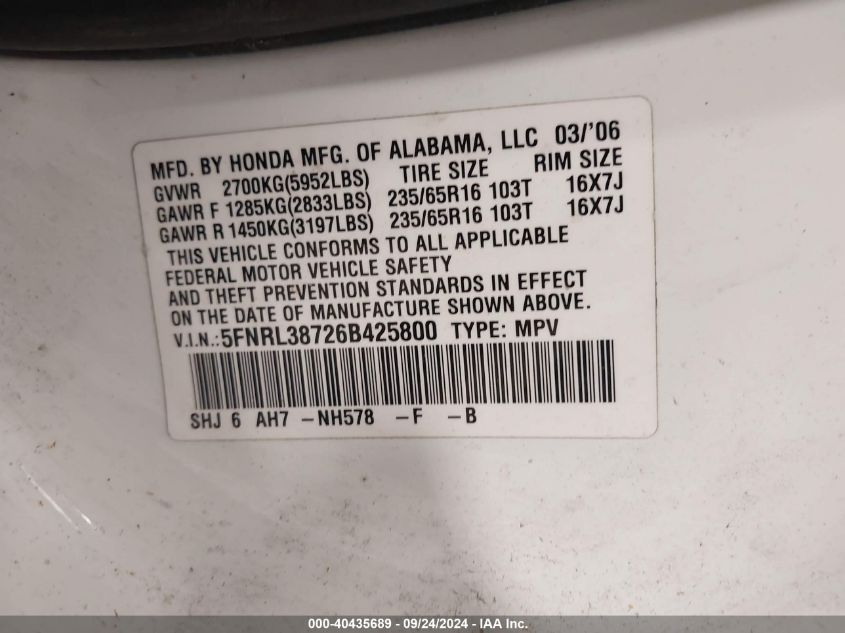 MFD. BY HONDA MFG. OF ALABAMA, LLC 03/'06
GVWR 2700KG(5952LBS) TIRE SIZE RIM SIZE
GAWR F 1285KG(2833LBS) 235/65R16 103T 16X7J
GAWR R 1450KG(3197LBS) 235/65R16 103T 16X7J
THIS VEHICLE CONFORMS TO ALL APPLICABLE
FEDERAL MOTOR VEHICLE SAFETY
AND THEFT PREVENTION STANDARDS IN EFFECT
ON THE DATE OF MANUFACTURE SHOWN ABOVE.
V.I.N.:5FNRL38726B425800 TYPE: MPV
SHJ 6 AH7 -NH578 -F -B
000-40435689 - 09/24/2024 - IAA Inc.